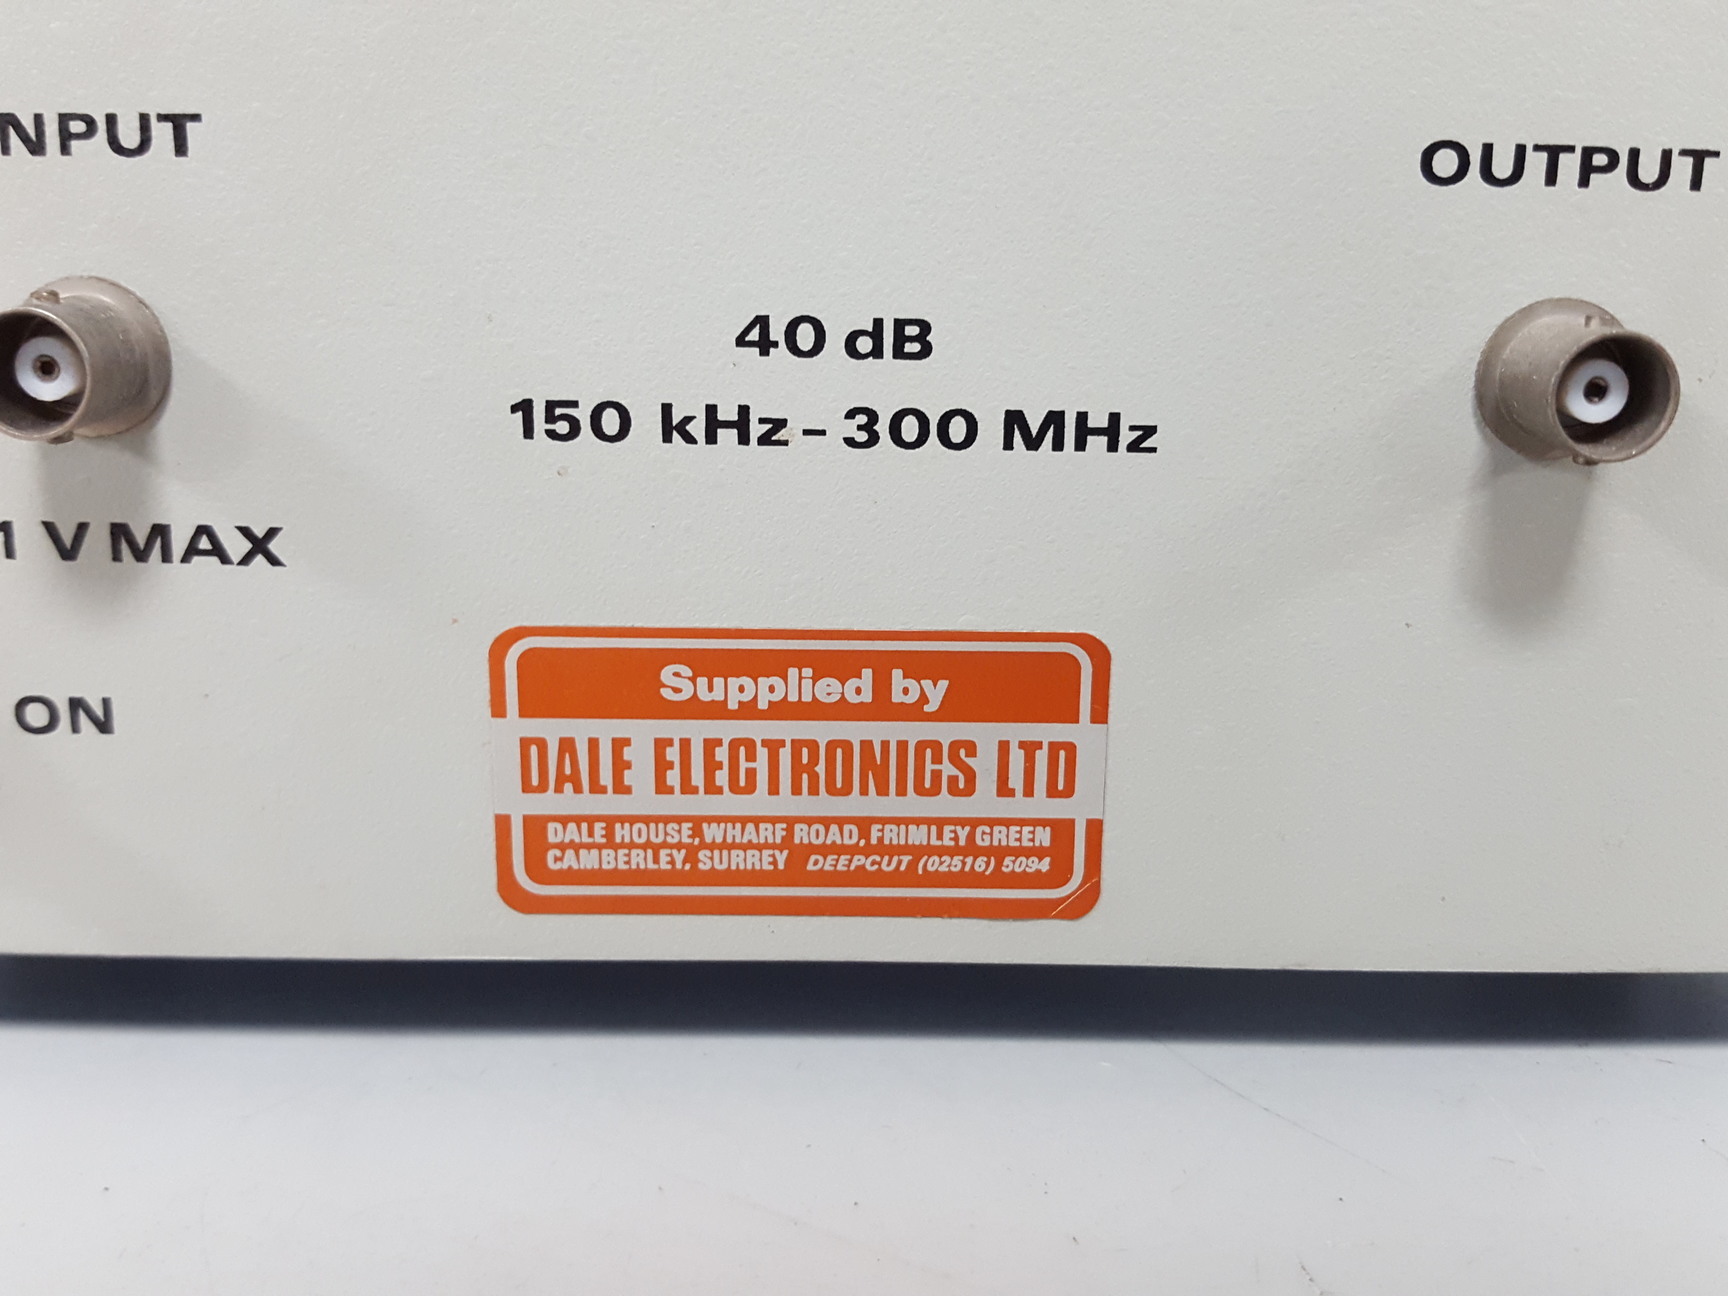 NPUT
OUTPUT
40 dB
150 kHz-300 MHz
1 V MAX
ON
Supplied by
DALE ELECTRONICS LTD
DALE HOUSE, WHARF ROAD, FRIMLEY GREEN
CAMBERLEY, SURREY DEEPCUT (02516) 5094